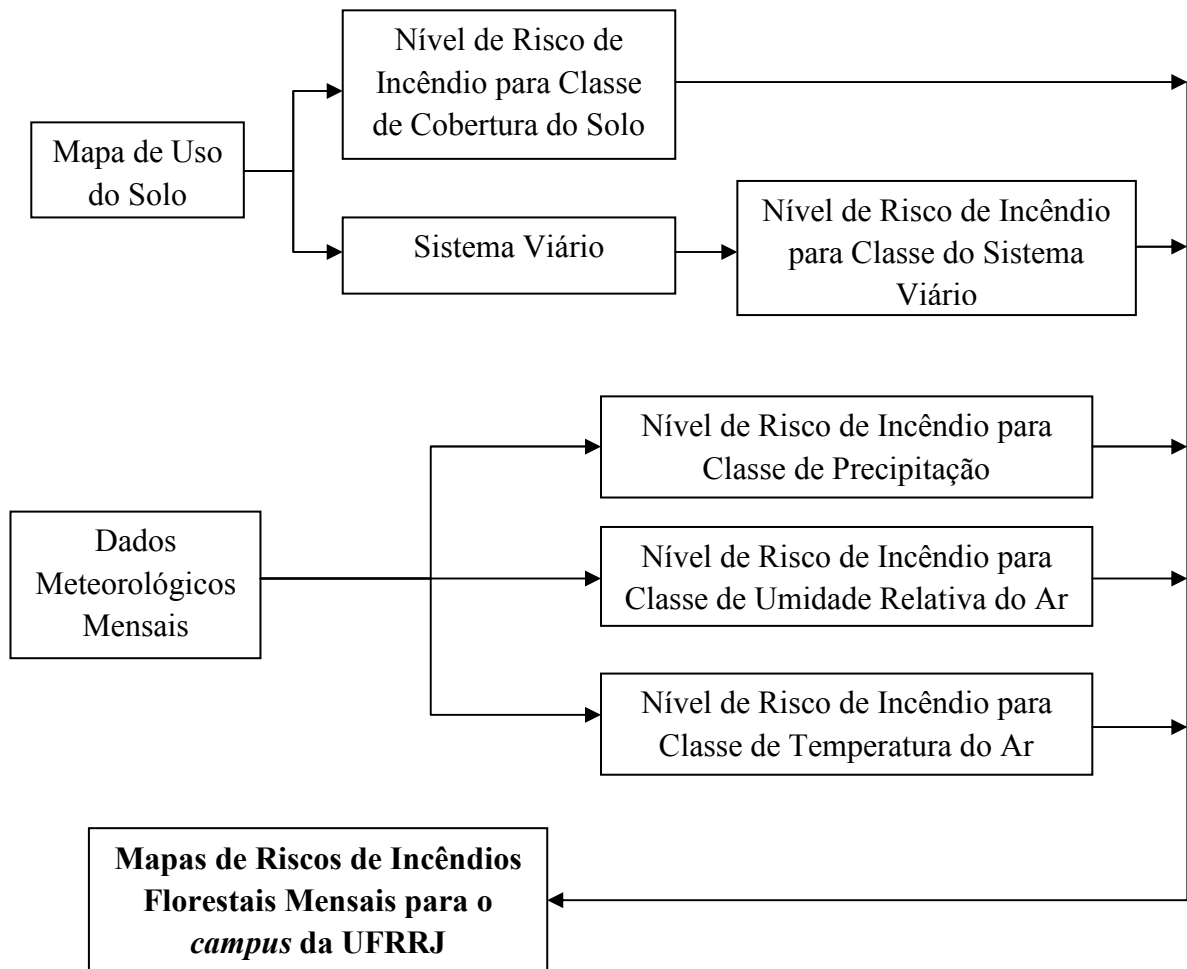 Nível de Risco de
Incêndio para Classe
de Cobertura do Solo
Mapa de Uso
do Solo
Sistema Viário
Nível de Risco de Incêndio
para Classe do Sistema
Viário
Nível de Risco de Incêndio para
Classe de Precipitação
Dados
Meteorológicos
Mensais
Nível de Risco de Incêndio para
Classe de Umidade Relativa do Ar
Nível de Risco de Incêndio para
Classe de Temperatura do Ar
Mapas de Riscos de Incêndios
Florestais Mensais para o
campus da UFRRJ